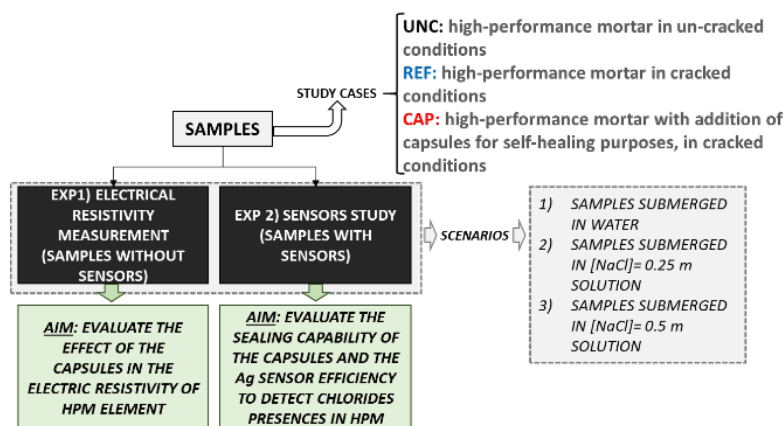 UNC: high-performance mortar in un-cracked
conditions
REF: high-performance mortar in cracked
conditions
CAP: high-performance mortar with addition of
capsules for self-healing purposes, in cracked
conditions
STUDY CASES
SAMPLES
EXP1) ELECTRICAL
RESISTIVITY
MEASUREMENT
(SAMPLES WITHOUT
SENSORS)
EXP 2) SENSORS STUDY
(SAMPLES WITH
SENSORS)
SCENARIOS
1) SAMPLES SUBMERGED
IN WATER
2) SAMPLES SUBMERGED
IN [NaCl]= 0.25 m
SOLUTION
3) SAMPLES SUBMERGED
IN [NaCl]= 0.5 m
SOLUTION
AIM: EVALUATE THE
EFFECT OF THE
CAPSULES IN THE
ELECTRIC RESISTIVITY OF
HPM ELEMENT
AIM: EVALUATE THE
SEALING CAPABILITY OF
THE CAPSULES AND THE
Ag SENSOR EFFICIENCY
TO DETECT CHLORIDES
PRESENCES IN HPM